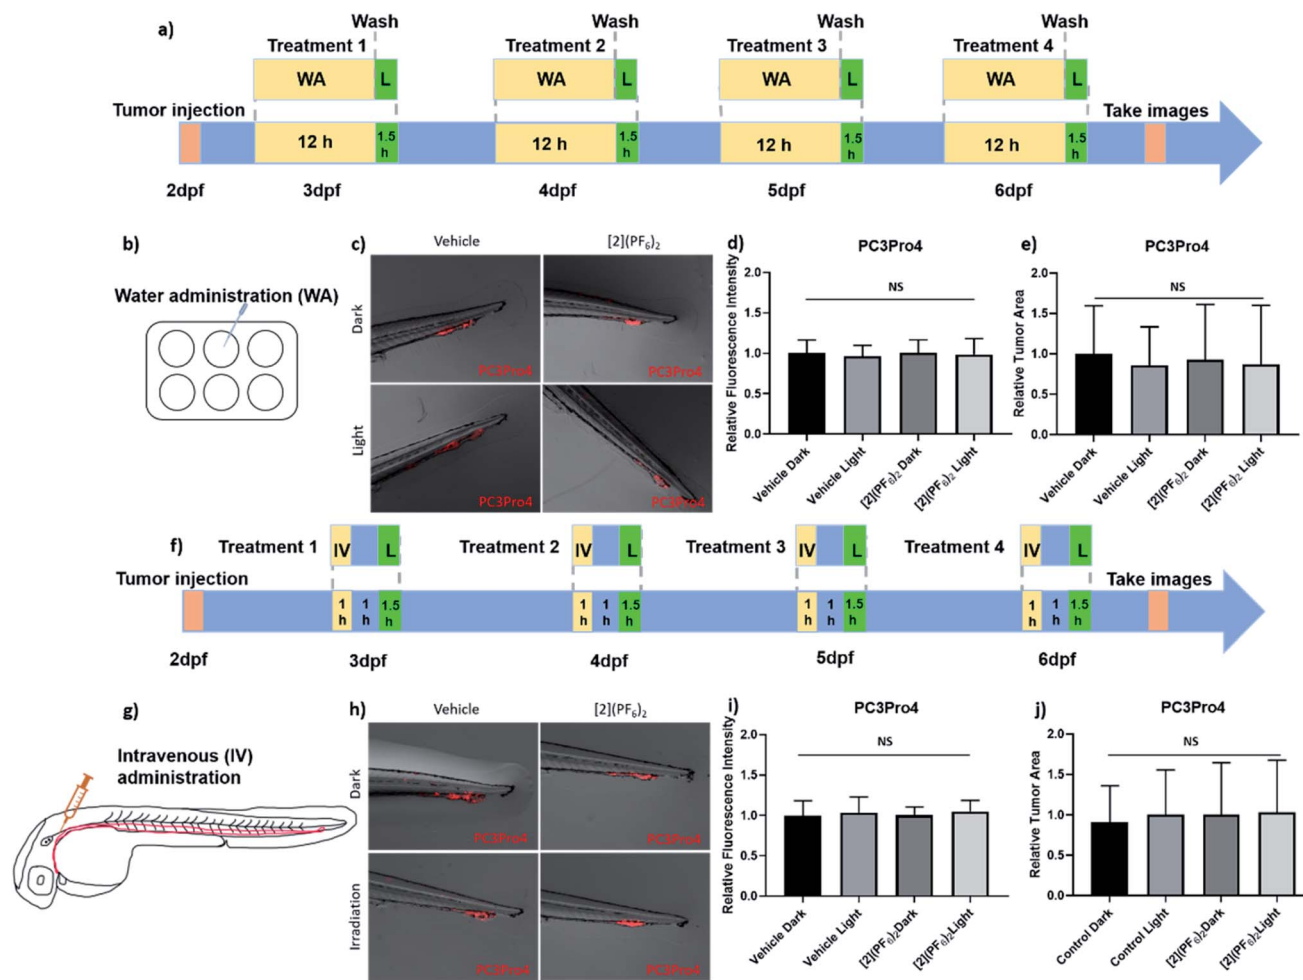 a)
Wash Wash Wash Wash
Treatment 1 Treatment 2 Treatment 3 Treatment 4
WA L WA L WA L WA L
Tumor injection Take images
12 h 1.5 h 12 h 1.5 h 12 h 1.5 h 12 h 1.5 h
2dpf 3dpf 4dpf 5dpf 6dpf
b)
Water administration (WA)
c)
Vehicle [2](PF₆)₂
Dark
PC3Pro4 PC3Pro4
Light
PC3Pro4 PC3Pro4
d)
PC3Pro4
Relative Fluorescence Intensity
2.0
1.5
1.0
0.5
0.0
NS
Vehicle Dark
Vehicle Light
[2](PF₆)₂ Dark
[2](PF₆)₂ Light
e)
PC3Pro4
Relative Tumor Area
2.0
1.5
1.0
0.5
0.0
NS
Vehicle Dark
Vehicle Light
[2](PF₆)₂ Dark
[2](PF₆)₂ Light
f)
Treatment 1 IV L Treatment 2 IV L Treatment 3 IV L Treatment 4 IV L
Tumor injection Take images
1 h 1 h 1.5 h 1 h 1 h 1.5 h 1 h 1 h 1.5 h 1 h 1 h 1.5 h
2dpf 3dpf 4dpf 5dpf 6dpf
g)
Intravenous (IV)
administration
h)
Vehicle [2](PF₆)₂
Dark
PC3Pro4 PC3Pro4
Irradiation
PC3Pro4 PC3Pro4
i)
PC3Pro4
Relative Fluorescence Intensity
2.0
1.5
1.0
0.5
0.0
NS
Vehicle Dark
Vehicle Light
[2](PF₆)₂Dark
[2](PF₆)₂Light
j)
PC3Pro4
Relative Tumor Area
2.0
1.5
1.0
0.5
0.0
NS
Control Dark
Control Light
[2](PF₆)₂Dark
[2](PF₆)₂Light